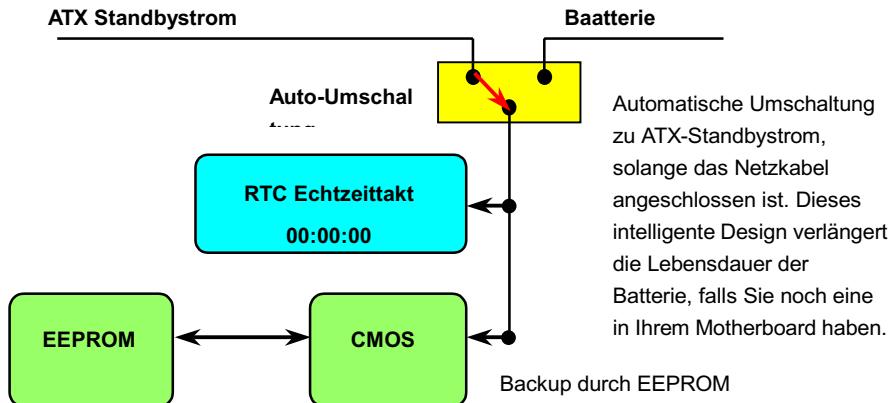 ATX Standbystrom
Baatterie
Auto-Umschal
tung
Automatische Umschaltung
zu ATX-Standbystrom,
solange das Netzkabel
angeschlossen ist. Dieses
intelligente Design verlängert
die Lebensdauer der
Batterie, falls Sie noch eine
in Ihrem Motherboard haben.
RTC Echtzeittakt
00:00:00
EEPROM
CMOS
Backup durch EEPROM